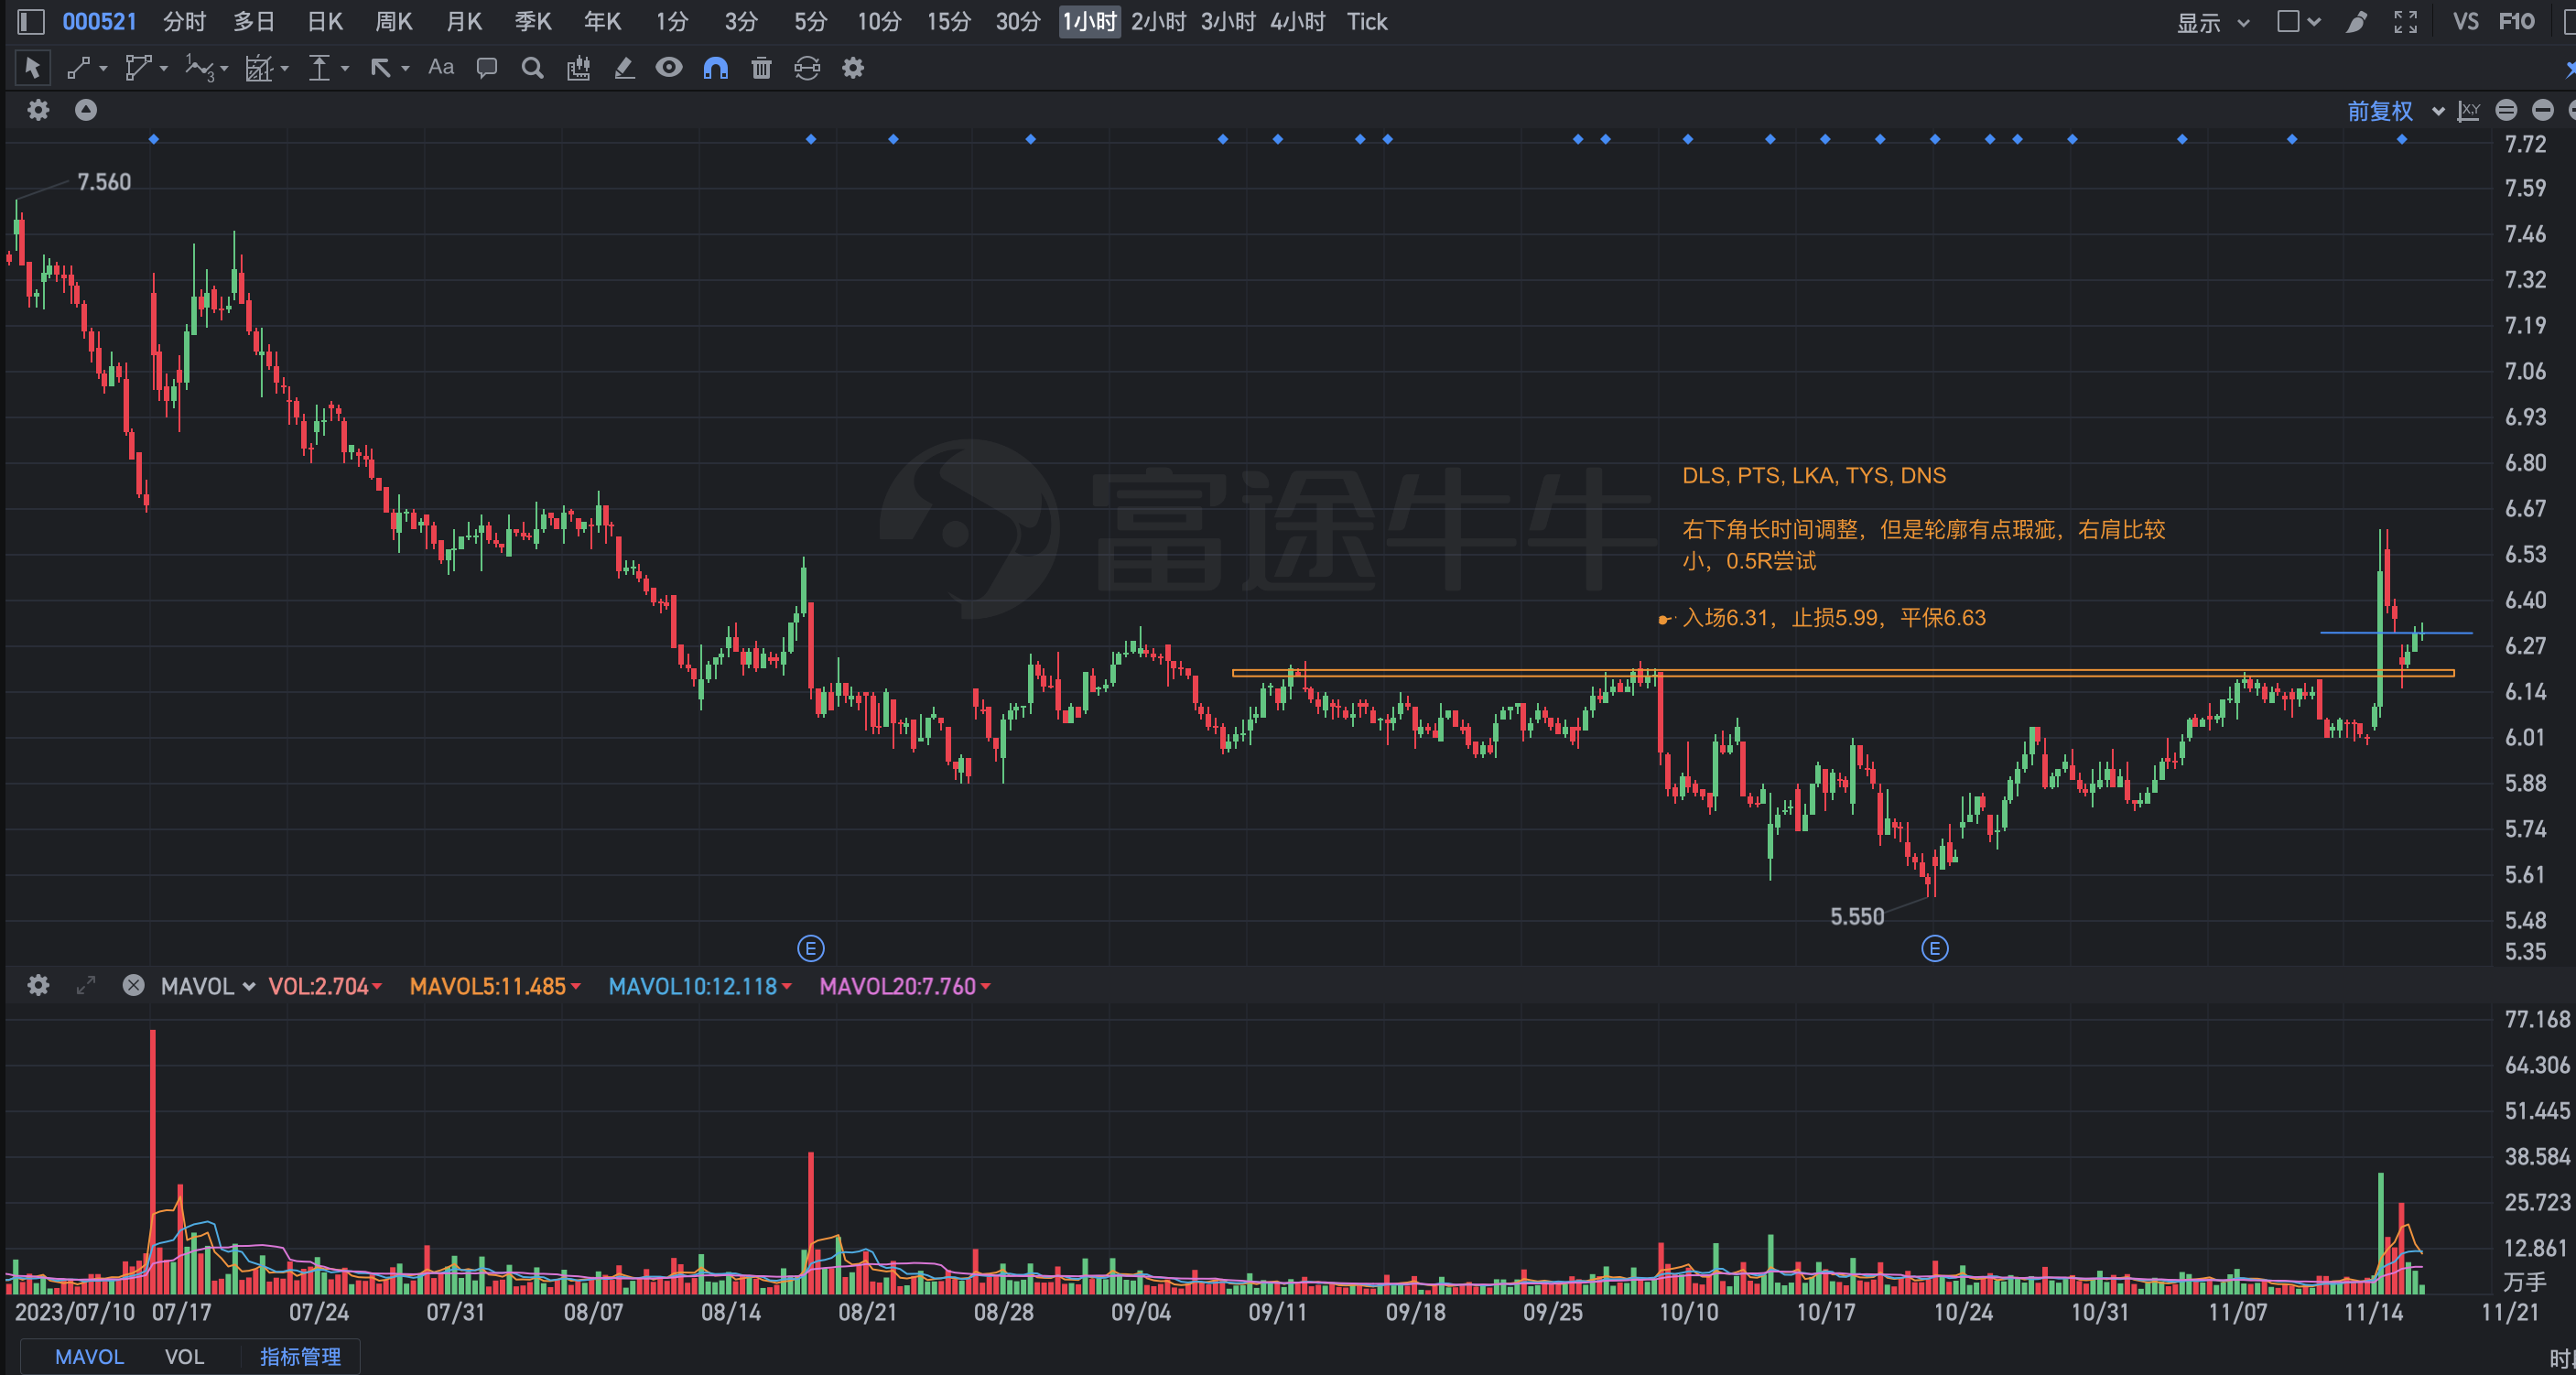 000521 分时 多日 日K 周K 月K 季K 年K 1分 3分 5分 10分 15分 30分 1小时 2小时 3小时 4小时 Tick 显示 VS F10
Aa
前复权 X,Y
7.72
7.560
7.59
7.46
7.32
7.19
7.06
6.93
6.80
富途牛牛
DLS, PTS, LKA, TYS, DNS
6.67
右下角长时间调整，但是轮廓有点瑕疵，右肩比较
小，0.5R尝试
6.53
6.40
入场6.31，止损5.99，平保6.63
6.27
6.14
6.01
5.88
5.74
5.61
5.550
5.48
E E
5.35
MAVOL VOL:2.704 MAVOL5:11.485 MAVOL10:12.118 MAVOL20:7.760
77.168
64.306
51.445
38.584
25.723
12.861
万手
2023/07/10 07/17 07/24 07/31 08/07 08/14 08/21 08/28 09/04 09/11 09/18 09/25 10/10 10/17 10/24 10/31 11/07 11/14 11/21
MAVOL VOL 指标管理 时